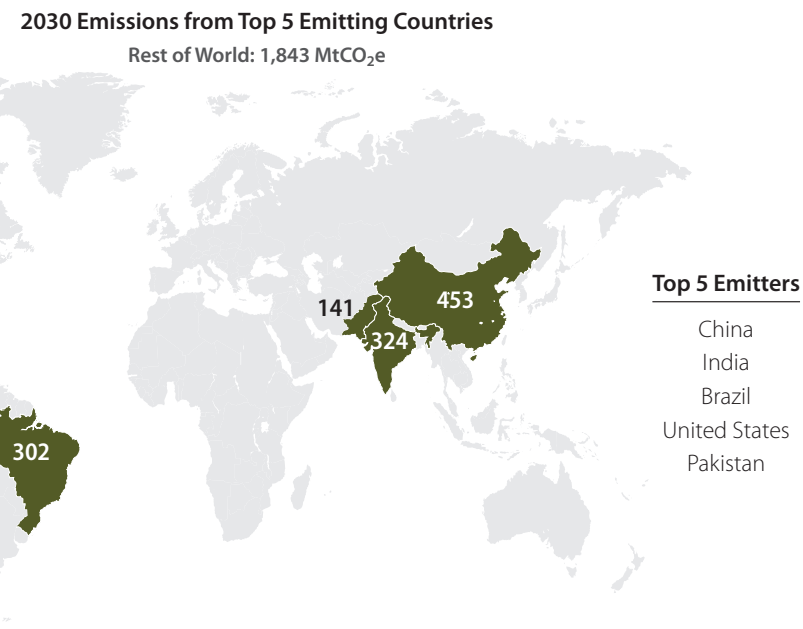 2030 Emissions from Top 5 Emitting Countries
Rest of World: 1,843 MtCO₂e
141
453
324
302
Top 5 Emitters
China
India
Brazil
United States
Pakistan